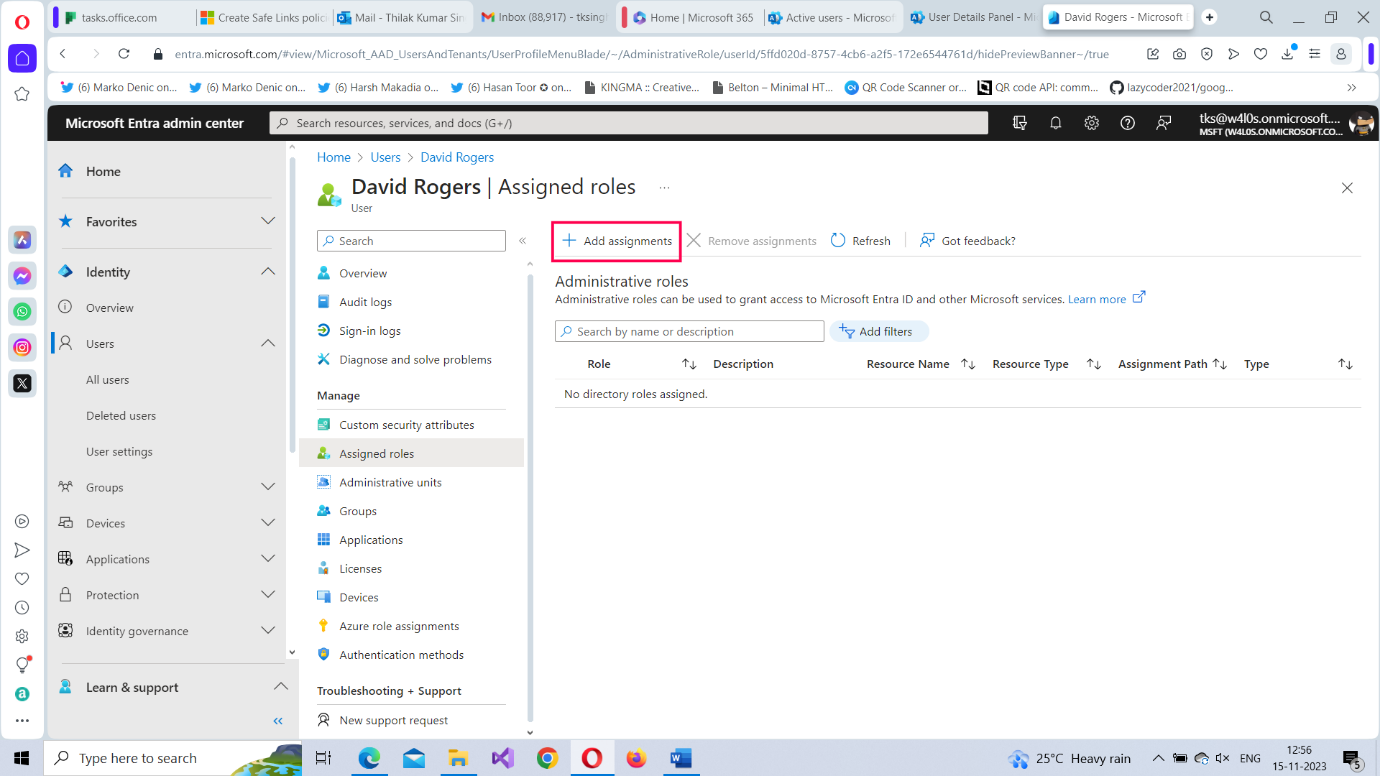 tasks.office.com
Create Safe Links polic
Mail - Thilak Kumar Sin
Inbox (88,917) - tksing
Home | Microsoft 365
Active users - Microsof
User Details Panel - Mi
David Rogers - Microsoft E
entra.microsoft.com/#view/Microsoft_AAD_UsersAndTenants/UserProfileMenuBlade/~/AdministrativeRole/userId/5ffd020d-8757-4cb6-a2f5-172e6544761d/hidePreviewBanner~/true
(6) Marko Denic on...
(6) Marko Denic on...
(6) Harsh Makadia o...
(6) Hasan Toor ✪ on...
KINGMA :: Creative...
Belton – Minimal HT...
QR Code Scanner or...
QR code API: comm...
lazycoder2021/goog...
Microsoft Entra admin center
Search resources, services, and docs (G+/)
tks@w4l0s.onmicrosoft....
MSFT (W4L0S.ONMICROSOFT.CO...
Home
Favorites
Identity
Overview
Users
All users
Deleted users
User settings
Groups
Devices
Applications
Protection
Identity governance
Learn & support
Home > Users > David Rogers
David Rogers | Assigned roles ...
User
Search
Overview
Audit logs
Sign-in logs
Diagnose and solve problems
Manage
Custom security attributes
Assigned roles
Administrative units
Groups
Applications
Licenses
Devices
Azure role assignments
Authentication methods
Troubleshooting + Support
New support request
Add assignments
Remove assignments
Refresh
Got feedback?
Administrative roles
Administrative roles can be used to grant access to Microsoft Entra ID and other Microsoft services. Learn more
Search by name or description
Add filters
Role Description Resource Name Resource Type Assignment Path Type
No directory roles assigned.
Type here to search
25°C Heavy rain
ENG
12:56
15-11-2023
5